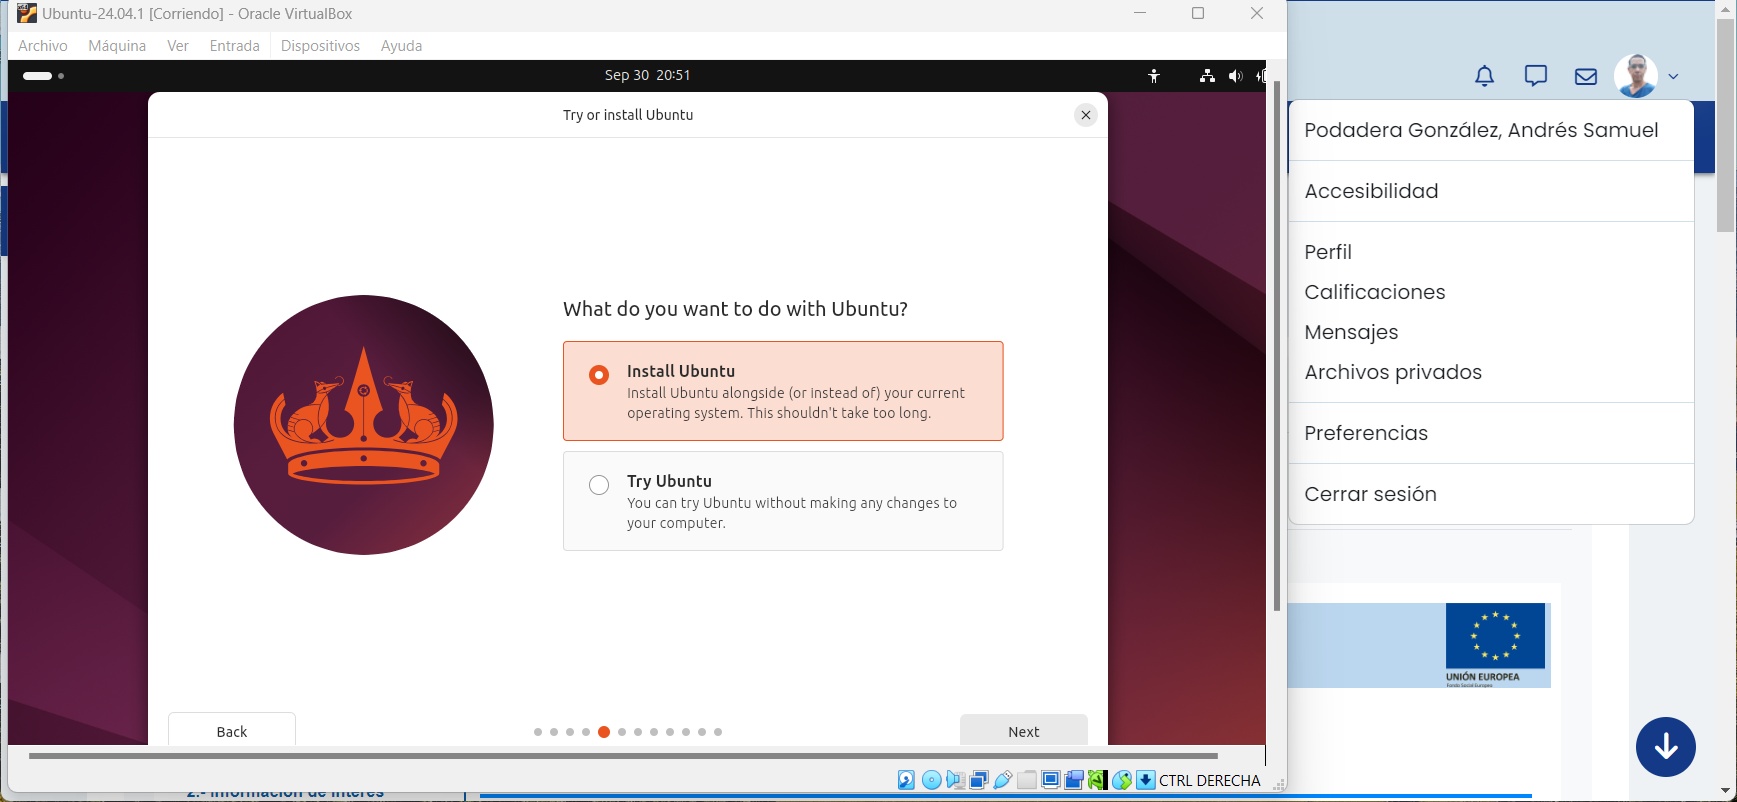 Ubuntu-24.04.1 [Corriendo] - Oracle VirtualBox
Archivo Máquina Ver Entrada Dispositivos Ayuda
Sep 30 20:51
Try or install Ubuntu
What do you want to do with Ubuntu?
Install Ubuntu
Install Ubuntu alongside (or instead of) your current
operating system. This shouldn't take too long.
Try Ubuntu
You can try Ubuntu without making any changes to
your computer.
Back
Next
CTRL DERECHA
Podadera González, Andrés Samuel
Accesibilidad
Perfil
Calificaciones
Mensajes
Archivos privados
Preferencias
Cerrar sesión
UNIÓN EUROPEA
Fondo Social Europeo
2.- Información de interés